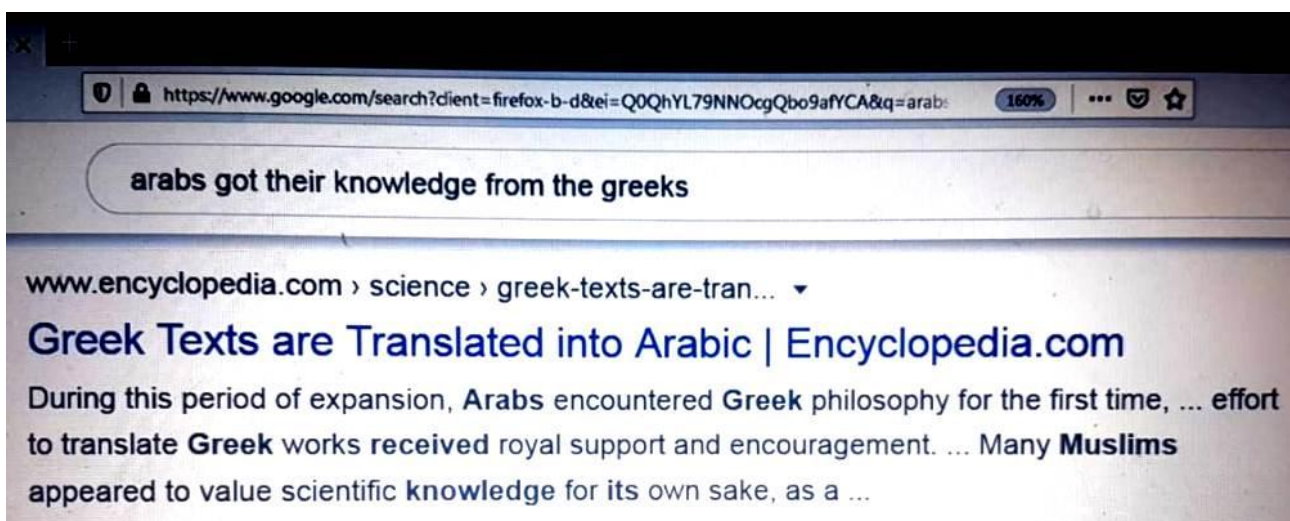 https://www.google.com/search?client=firefox-b-d&ei=Q0QhYL79NNOcgQbo9afYCA&q=arabs 160%
arabs got their knowledge from the greeks
www.encyclopedia.com › science › greek-texts-are-tran...
Greek Texts are Translated into Arabic | Encyclopedia.com
During this period of expansion, Arabs encountered Greek philosophy for the first time, ... effort
to translate Greek works received royal support and encouragement. ... Many Muslims
appeared to value scientific knowledge for its own sake, as a ...